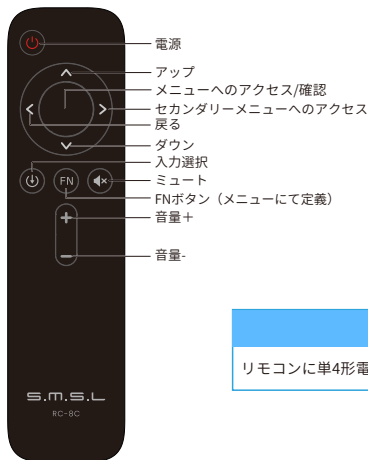 電源
アップ
メニューへのアクセス/確認
セカンダリーメニューへのアクセス
戻る
ダウン
入力選択
FN
ミュート
FNボタン（メニューにて定義）
音量＋
音量-
リモコンに単4形電
S.M.S.L
RC-8C